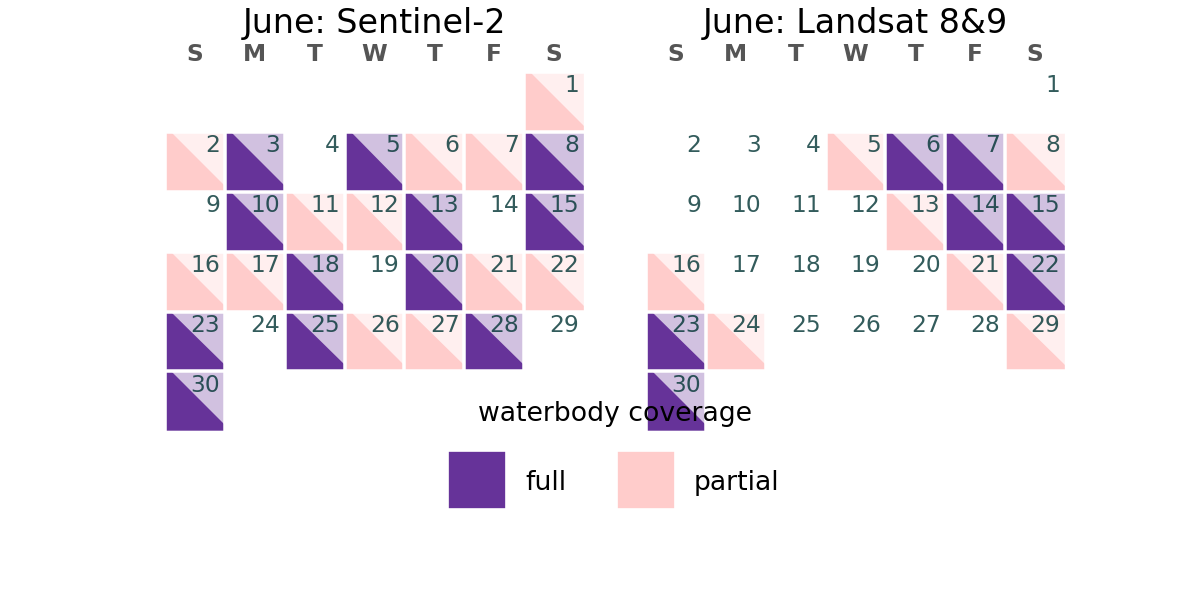 June: Sentinel-2
S M T W T F S
1
2 3 4 5 6 7 8
9 10 11 12 13 14 15
16 17 18 19 20 21 22
23 24 25 26 27 28 29
30
June: Landsat 8&9
S M T W T F S
1
2 3 4 5 6 7 8
9 10 11 12 13 14 15
16 17 18 19 20 21 22
23 24 25 26 27 28 29
30
waterbody coverage
full partial